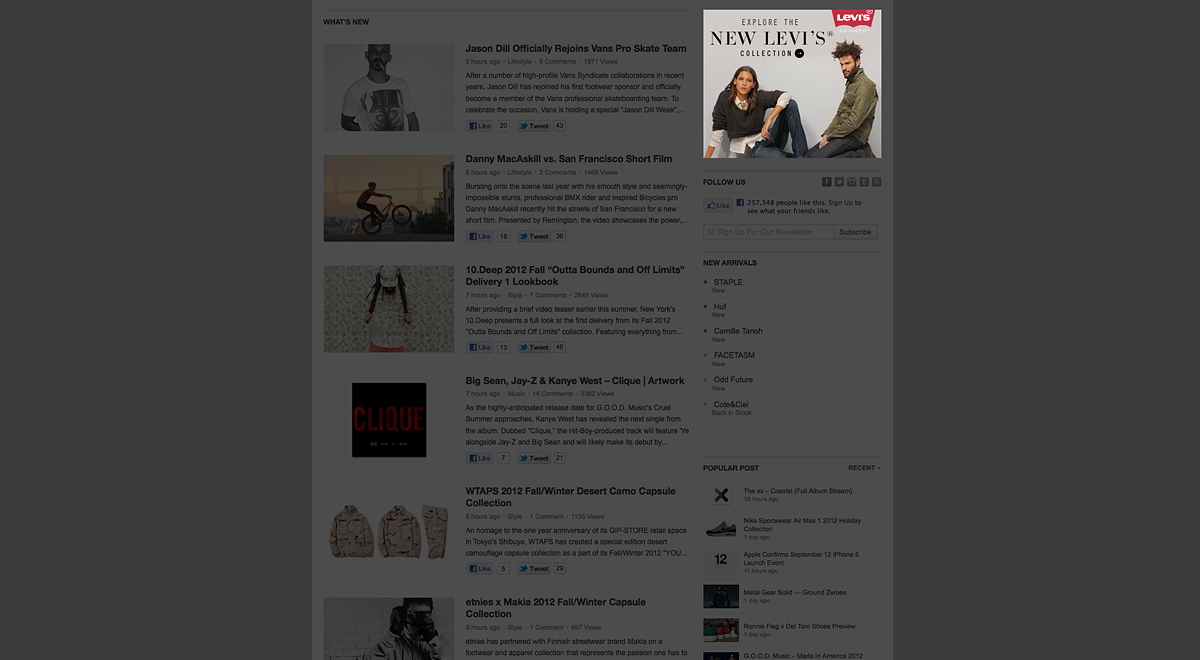 WHAT'S NEW
Jason Dill Officially Rejoins Vans Pro Skate Team
5 hours ago · Lifestyle · 8 Comments · 1871 Views
After a number of high-profile Vans Syndicate collaborations in recent
years, Jason Dill has rejoined his first footwear sponsor and officially
become a member of the Vans professional skateboarding team. To
celebrate the occasion, Vans is holding a special "Jason Dill Week",...
Like 20 Tweet 43
Danny MacAskill vs. San Francisco Short Film
6 hours ago · Lifestyle · 2 Comments · 1469 Views
Bursting onto the scene last year with his smooth style and seemingly-
impossible stunts, professional BMX rider and Inspired Bicycles pro
Danny MacAskill recently hit the streets of San Francisco for a new
short film. Presented by Remington, the video showcases the power,...
Like 18 Tweet 36
10.Deep 2012 Fall “Outta Bounds and Off Limits”
Delivery 1 Lookbook
7 hours ago · Style · 7 Comments · 2649 Views
After providing a brief video teaser earlier this summer, New York's
10.Deep presents a full look at the first delivery from its Fall 2012
"Outta Bounds and Off Limits" collection. Featuring everything from...
Like 13 Tweet 46
CLIQUE
Big Sean, Jay-Z & Kanye West – Clique | Artwork
7 hours ago · Music · 14 Comments · 3382 Views
As the highly-anticipated release date for G.O.O.D. Music's Cruel
Summer approaches, Kanye West has revealed the next single from
the album. Dubbed "Clique," the Hit-Boy-produced track will feature 'Ye
alongside Jay-Z and Big Sean and will likely make its debut by...
Like 7 Tweet 21
WTAPS 2012 Fall/Winter Desert Camo Capsule
Collection
8 hours ago · Style · 1 Comment · 1135 Views
An homage to the one year anniversary of its GIP-STORE retail space
in Tokyo's Shibuya, WTAPS has created a special edition desert
camouflage capsule collection as a part of its Fall/Winter 2012 "YOU...
Like 5 Tweet 29
etnies x Makia 2012 Fall/Winter Capsule
Collection
9 hours ago · Style · 1 Comment · 697 Views
etnies has partnered with Finnish streetwear brand Makia on a
footwear and apparel collection that represents the passion one has to
EXPLORE THE
NEW LEVI'S®
COLLECTION
LEVI'S
FOLLOW US
Like 257,348 people like this. Sign Up to
see what your friends like.
Sign Up For Our Newsletter Subscribe
NEW ARRIVALS
STAPLE
New
Huf
New
Camille Tanoh
New
FACETASM
New
Odd Future
New
Cote&Ciel
Back in Stock
POPULAR POST RECENT
The xx – Coexist (Full Album Stream)
19 hours ago
Nike Sportswear Air Max 1 2012 Holiday
Collection
1 day ago
12
Apple Confirms September 12 iPhone 5
Launch Event
11 hours ago
Metal Gear Solid — Ground Zeroes
1 day ago
Ronnie Fieg x Del Toro Shoes Preview
1 day ago
G.O.O.D. Music – Made In America 2012